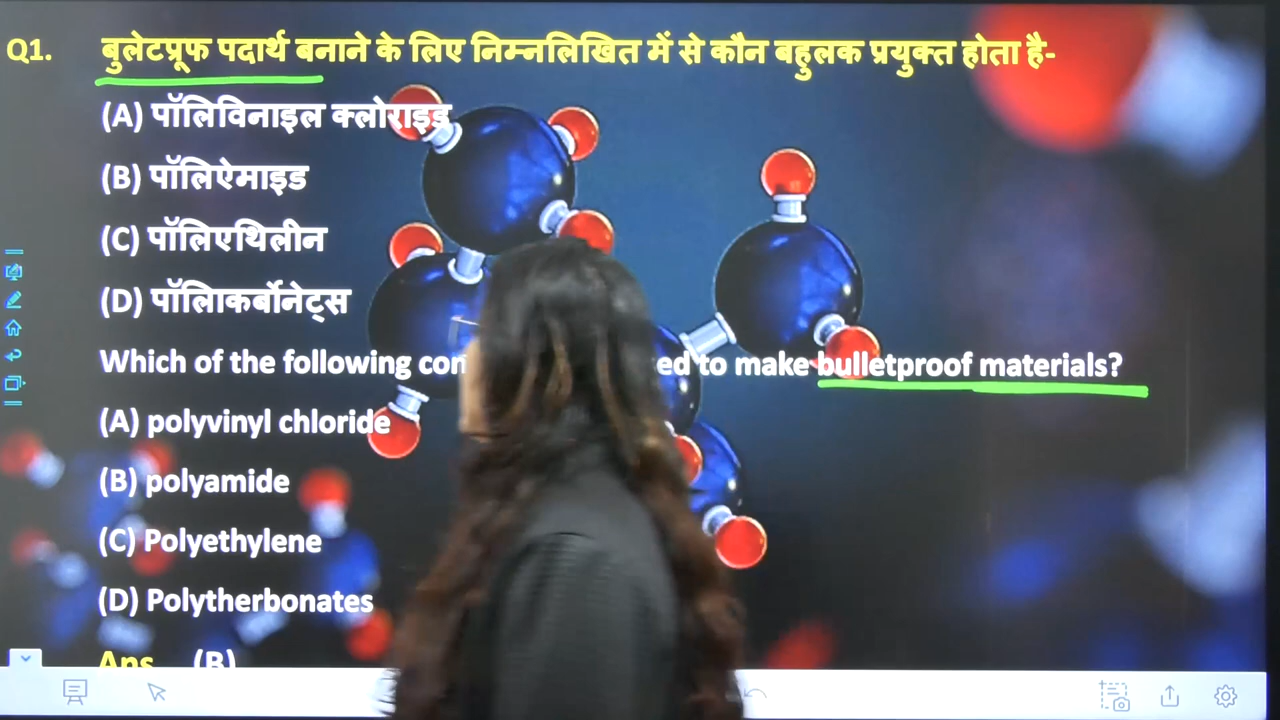 Q1. बुलेटप्रूफ पदार्थ बनाने के लिए निम्नलिखित में से कौन बहुलक प्रयुक्त होता है-
(A) पॉलिविनाइल क्लोराइड
(B) पॉलिऐमाइड
(C) पॉलिएथिलीन
(D) पॉलिाकर्बोनेट्स
Which of the following to make bulletproof materials?
(A) polyvinyl chloride
(B) polyamide
(C) Polyethylene
(D) Polytherbonates
Ans (B)